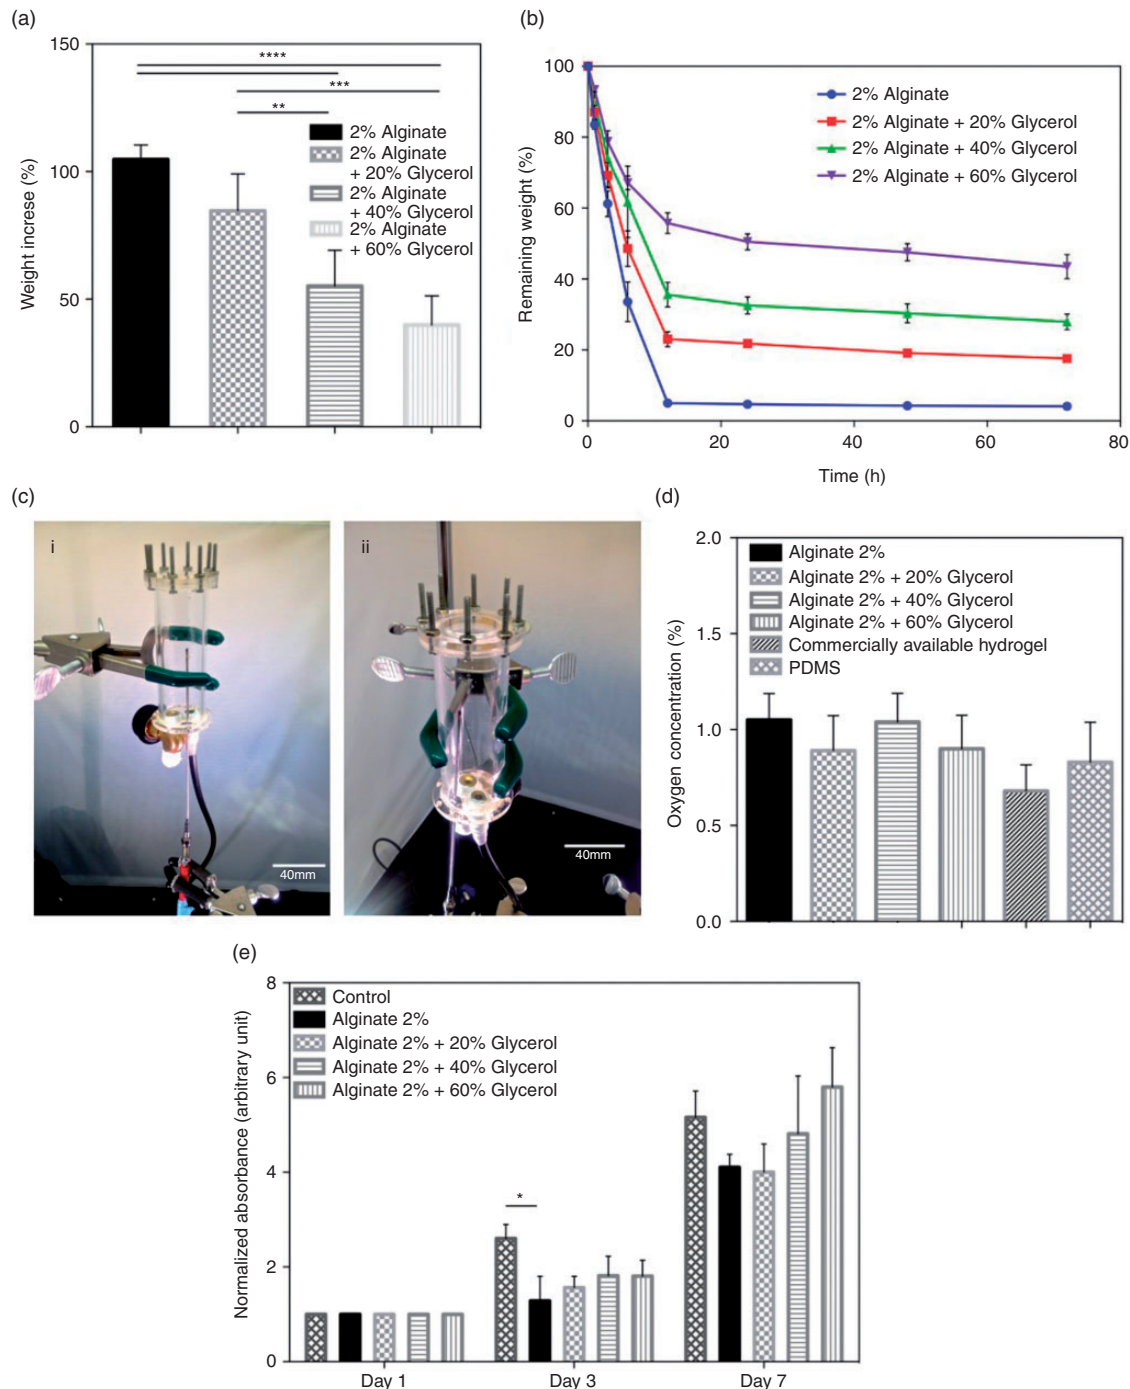 (a)
150
100
50
0
Weight increse (%)
****
***
**
2% Alginate
2% Alginate
+ 20% Glycerol
2% Alginate
+ 40% Glycerol
2% Alginate
+ 60% Glycerol
(b)
100
80
60
40
20
0
Remaining weight (%)
2% Alginate
2% Alginate + 20% Glycerol
2% Alginate + 40% Glycerol
2% Alginate + 60% Glycerol
0
20
40
60
80
Time (h)
(c)
i
40mm
ii
40mm
(d)
2.0
1.5
1.0
0.5
0.0
Oxygen concentration (%)
Alginate 2%
Alginate 2% + 20% Glycerol
Alginate 2% + 40% Glycerol
Alginate 2% + 60% Glycerol
Commercially available hydrogel
PDMS
(e)
8
6
4
2
0
Normalized absorbance (arbitrary unit)
Control
Alginate 2%
Alginate 2% + 20% Glycerol
Alginate 2% + 40% Glycerol
Alginate 2% + 60% Glycerol
*
Day 1
Day 3
Day 7